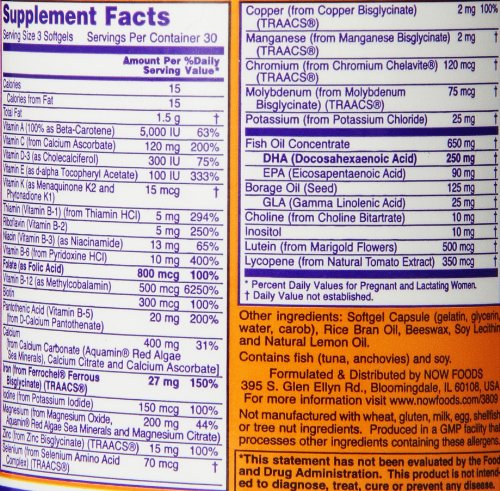 Supplement Facts
Serving Size 3 Softgels Servings Per Container 30
Amount Per %Daily
Serving Value*
Calories 15
Calories from Fat 15
Total Fat 1.5 g †
Vitamin A (100% as Beta-Carotene) 5,000 IU 63%
Vitamin C (from Calcium Ascorbate) 120 mg 200%
Vitamin D-3 (as Cholecalciferol) 300 IU 75%
Vitamin E (as d-alpha Tocopheryl Acetate) 100 IU 333%
Vitamin K (as Menaquinone K2 and
Phytonadione K1) 15 mcg †
Thiamin (Vitamin B-1) (from Thiamin HCl) 5 mg 294%
Riboflavin (Vitamin B-2) 5 mg 250%
Niacin (Vitamin B-3) (as Niacinamide) 13 mg 65%
Vitamin B-6 (from Pyridoxine HCl) 10 mg 400%
Folate (as Folic Acid) 800 mcg 100%
Vitamin B-12 (as Methylcobalamin) 500 mcg 6250%
Biotin 300 mcg 100%
Pantothenic Acid (Vitamin B-5)
(from D-Calcium Pantothenate) 20 mg 200%
Calcium 400 mg 31%
(from Calcium Carbonate (Aquamin® Red Algae
Sea Minerals), Calcium Citrate and Calcium Ascorbate]
Iron (from Ferrochel® Ferrous
Bisglycinate) (TRAACS®) 27 mg 150%
Iodine (from Potassium Iodide) 150 mcg 100%
Magnesium (from Magnesium Oxide, 200 mg 44%
Aquamin® Red Algae Sea Minerals and Magnesium Citrate)
Zinc (from Zinc Bisglycinate) (TRAACS®) 15 mg 100%
Selenium (from Selenium Amino Acid
Complex) (TRAACS®) 70 mcg †
Copper (from Copper Bisglycinate) 2 mg 100%
(TRAACS®)
Manganese (from Manganese Bisglycinate) 2 mg †
(TRAACS®)
Chromium (from Chromium Chelavite®) 120 mcg †
(TRAACS®)
Molybdenum (from Molybdenum 75 mcg †
Bisglycinate) (TRAACS®)
Potassium (from Potassium Chloride) 25 mg †
Fish Oil Concentrate 650 mg †
DHA (Docosahexaenoic Acid) 250 mg †
EPA (Eicosapentaenoic Acid) 90 mg †
Borage Oil (Seed) 125 mg †
GLA (Gamma Linolenic Acid) 25 mg †
Choline (from Choline Bitartrate) 10 mg †
Inositol 10 mg †
Lutein (from Marigold Flowers) 500 mcg †
Lycopene (from Natural Tomato Extract) 350 mcg †
* Percent Daily Values for Pregnant and Lactating Women.
† Daily Value not established.
Other ingredients: Softgel Capsule (gelatin, glycerin,
water, carob), Rice Bran Oil, Beeswax, Soy Lecithin
and Natural Lemon Oil.
Contains fish (tuna, anchovies) and soy.
Formulated & Distributed by NOW FOODS
395 S. Glen Ellyn Rd., Bloomingdale, IL 60108, USA
For more information visit www.nowfoods.com/3809
Not manufactured with wheat, gluten, milk, egg, shellfish
or tree nut ingredients. Produced in a GMP facility that
processes other ingredients containing these allergens.
*This statement has not been evaluated by the Food
and Drug Administration. This product is not intend-
ed to diagnose, treat, cure or prevent any disease.